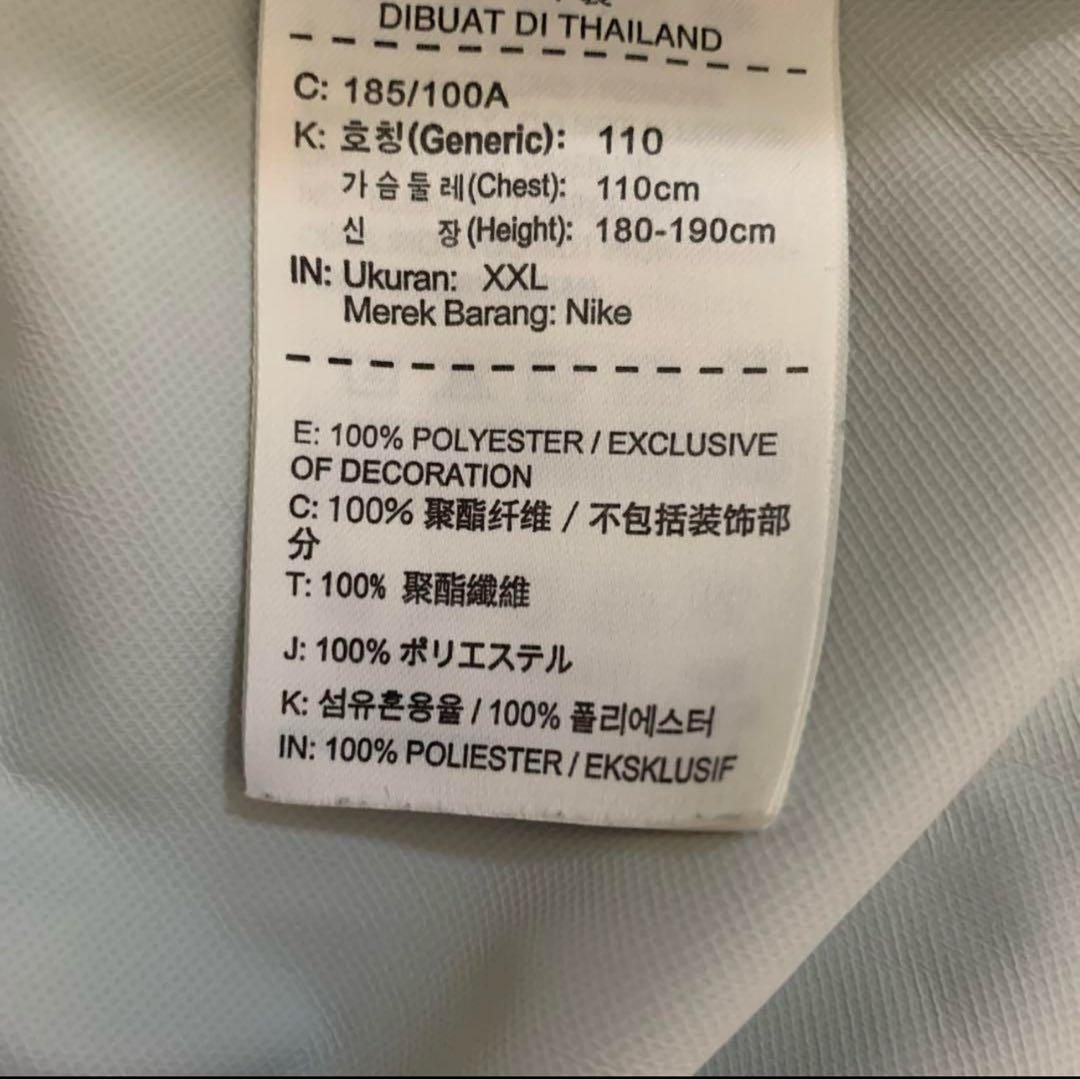 DIBUAT DI THAILAND
C: 185/100A
K: 호칭(Generic): 110
가슴둘레(Chest): 110cm
신 장(Height): 180-190cm
IN: Ukuran: XXL
Merek Barang: Nike
E: 100% POLYESTER / EXCLUSIVE
OF DECORATION
C: 100% 聚酯纤维 / 不包括装饰部
分
T: 100% 聚酯纖維
J: 100% ポリエステル
K: 섬유혼용율 / 100% 폴리에스터
IN: 100% POLIESTER / EKSKLUSIF